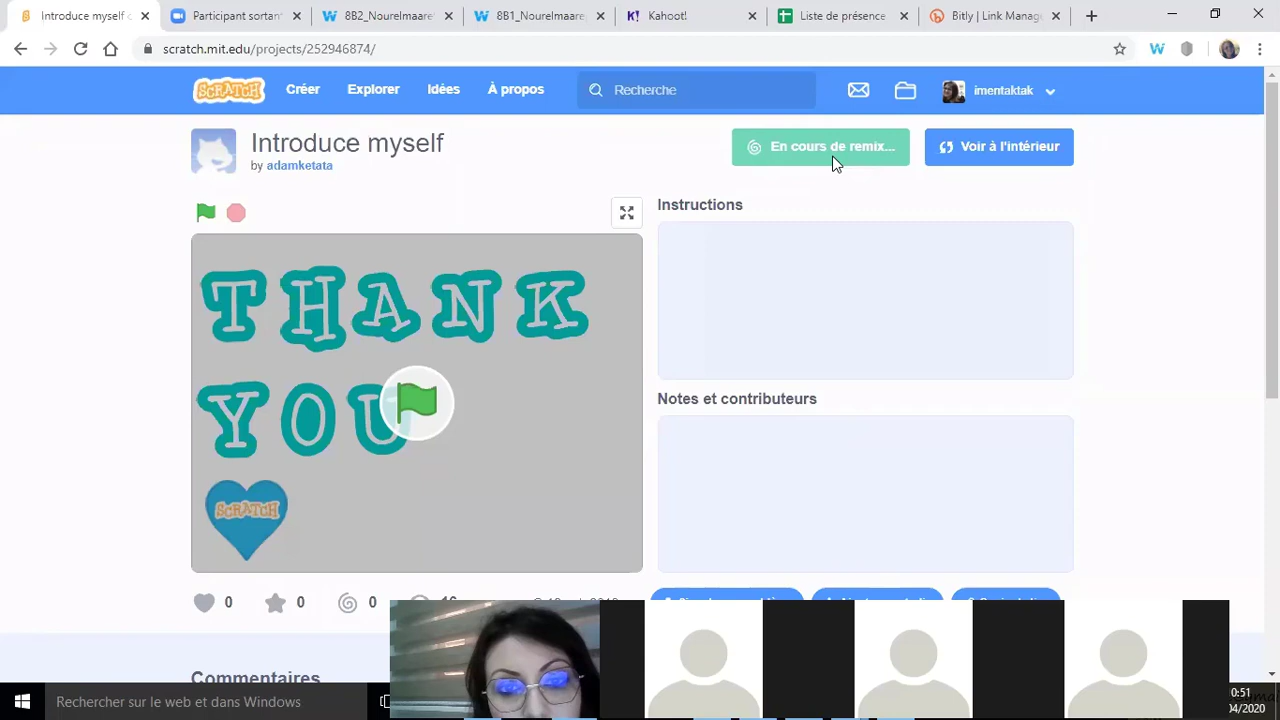 Introduce myself
Participant sortant
8B2_Nourelmaare
8B1_Nourelmaare
Kahoot!
Liste de présence
Bitly | Link Manag
scratch.mit.edu/projects/252946874/
SCRATCH
Créer
Explorer
Idées
À propos
Recherche
imentaktak
Introduce myself
by adamketata
En cours de remix...
Voir à l'intérieur
Instructions
THANK
YOU
SCRATCH
Notes et contributeurs
0
0
0
16
Commentaires
Rechercher sur le web et dans Windows
0:51
04/2020